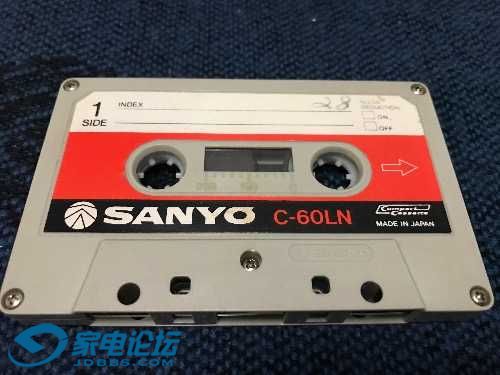 1 INDEX 28 NOISE REDUCTION
SIDE
ON
OFF
SANYO C-60LN Compact Cassette
MADE IN JAPAN
家电论坛
JDBBS.COM